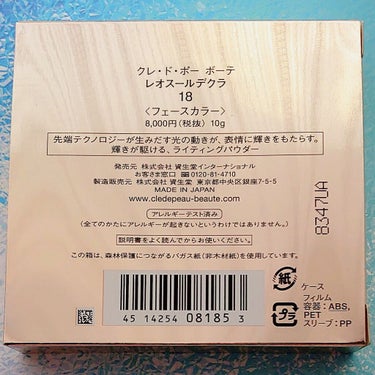 クレ・ド・ポー ボーテ
レオスールデクラ
18
〈フェースカラー〉
8,000円(税抜) 10g
先端テクノロジーが生みだす光の動きが、表情に輝きをもたらす。
輝きが駆ける、ライティングパウダー
発売元 株式会社 資生堂インターナショナル
お客さま窓口 0120-81-4710
製造販売元 株式会社 資生堂 東京都中央区銀座7-5-5
MADE IN JAPAN
www.cledepeau-beaute.com
アレルギーテスト済み
(全てのかたにアレルギーが起きないというわけではありません。)
説明書をよく読んでからお使いください。
この箱は、森林保護につながるバガス紙(非木材紙)を使用しています。
8347UA
紙
ケース
プラ
フィルム
容器:ABS,
PET
スリーブ:PP
4 514254 081853